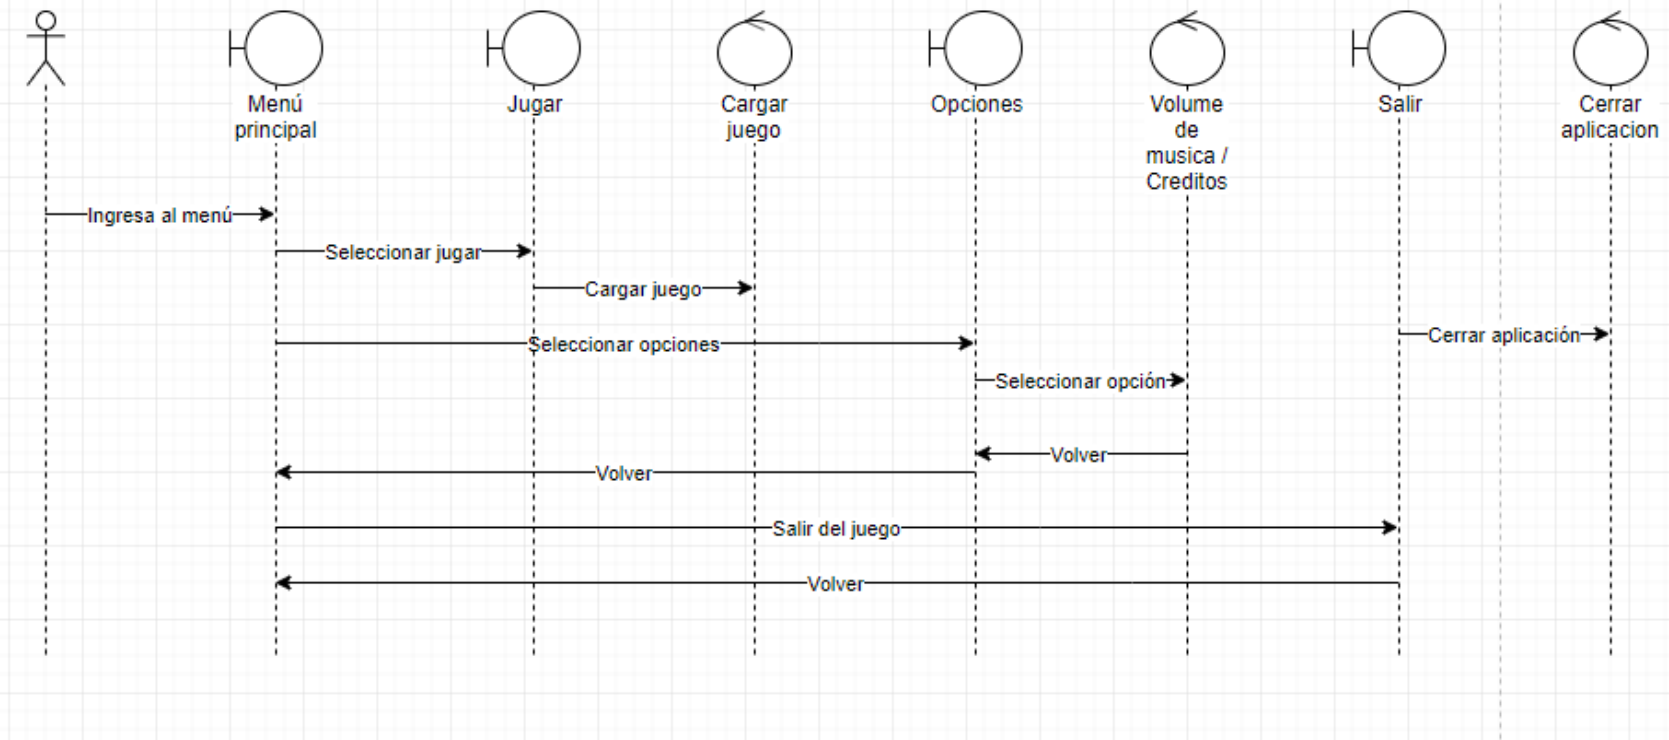 Menú
principal
Jugar
Cargar
juego
Opciones
Volume
de
musica /
Creditos
Salir
Cerrar
aplicacion
Ingresa al menú
Seleccionar jugar
Cargar juego
Cerrar aplicación
Seleccionar opciones
Seleccionar opción
Volver
Volver
Salir del juego
Volver